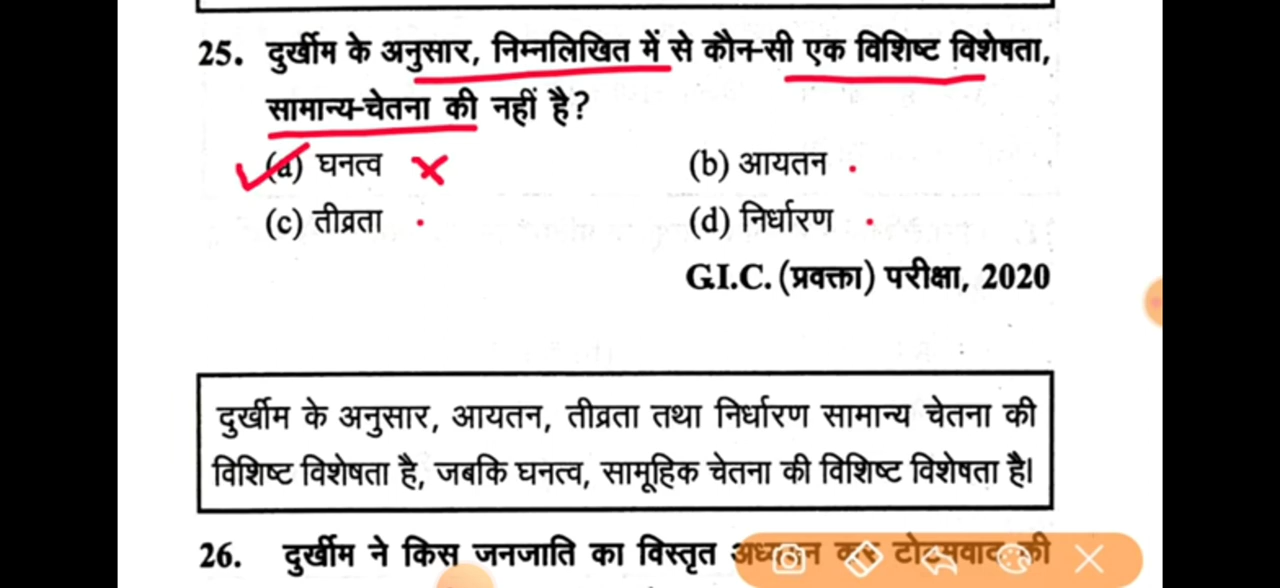 25. दुर्खीम के अनुसार, निम्नलिखित में से कौन-सी एक विशिष्ट विशेषता,
सामान्य-चेतना की नहीं है?
(a) घनत्व
(b) आयतन
(c) तीव्रता
(d) निर्धारण
G.I.C. (प्रवक्ता) परीक्षा, 2020
दुर्खीम के अनुसार, आयतन, तीव्रता तथा निर्धारण सामान्य चेतना की
विशिष्ट विशेषता है, जबकि घनत्व, सामूहिक चेतना की विशिष्ट विशेषता है।
26. दुर्खीम ने किस जनजाति का विस्तृत की